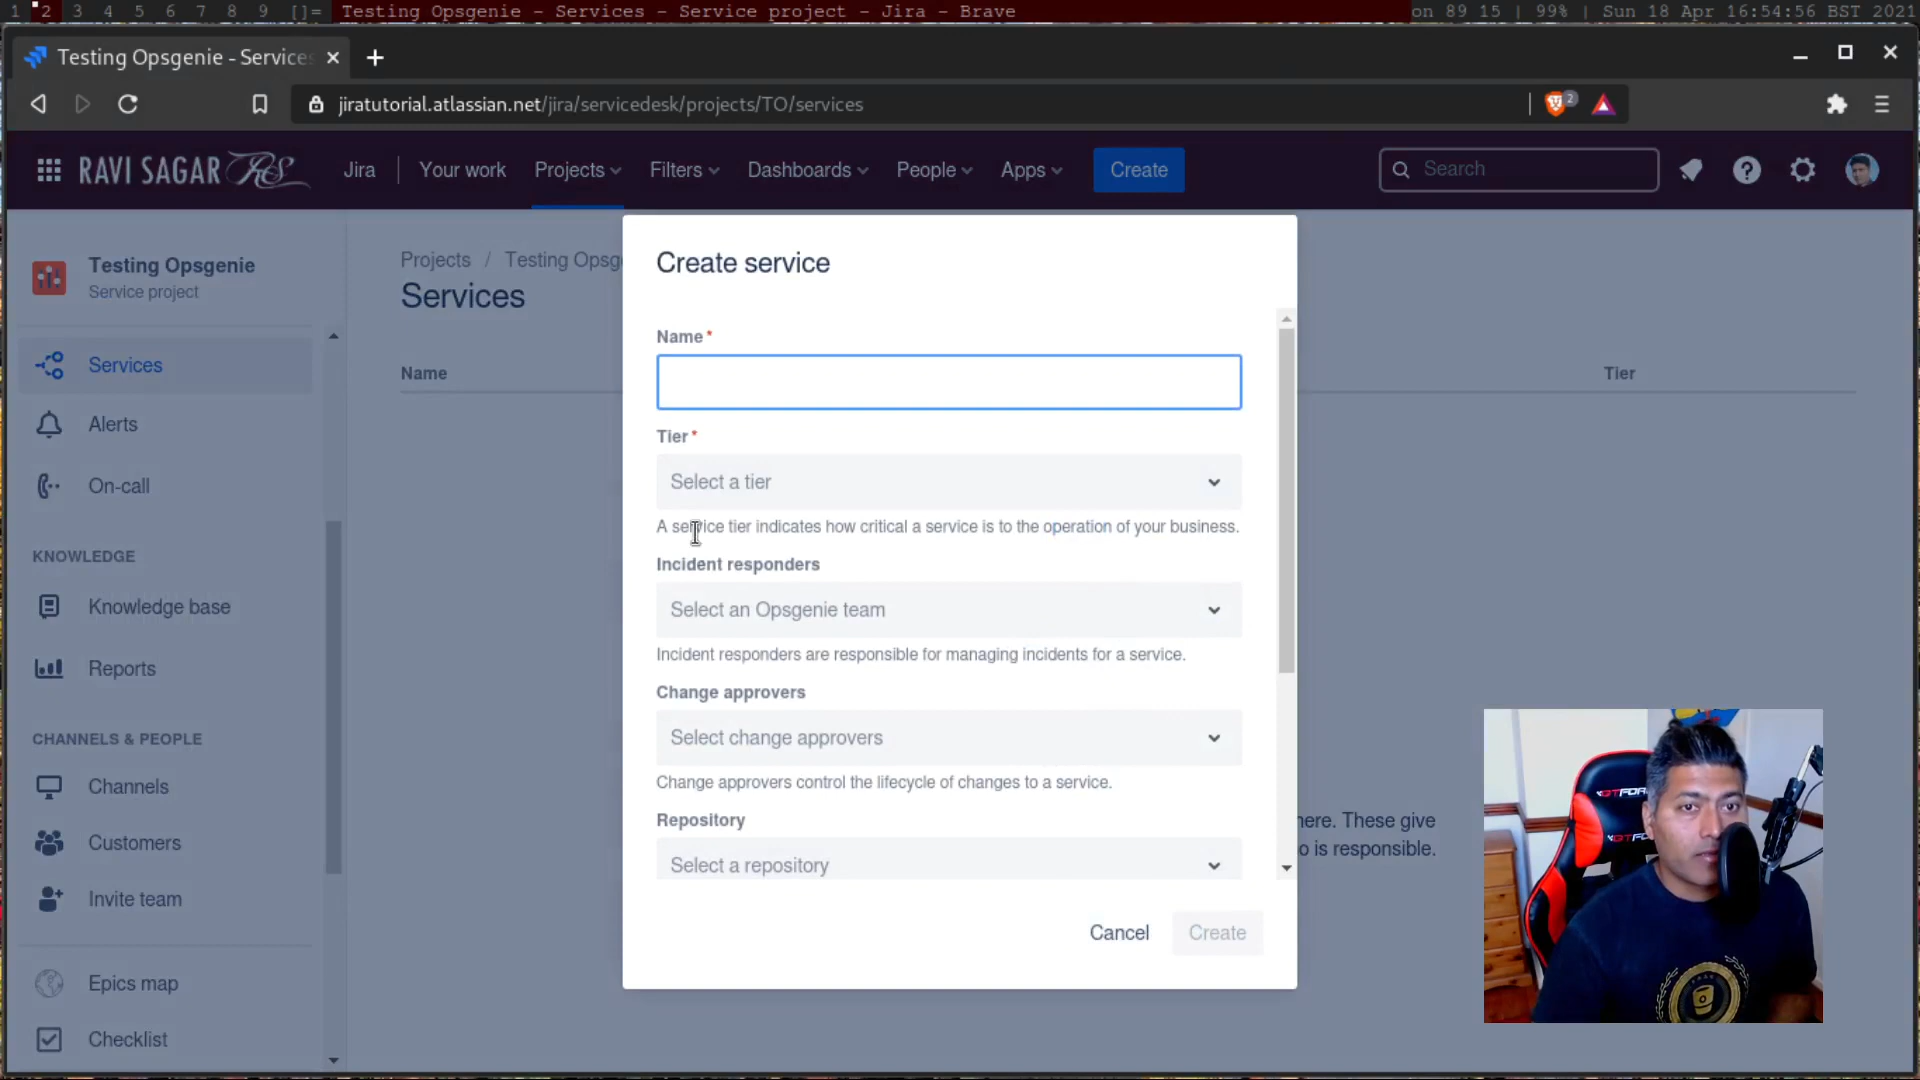 1 2 3 4 5 6 7 8 9 []= Testing Opsgenie - Services - Service project - Jira - Brave on 89 15 | 99% | Sun 18 Apr 16:54:56 BST 2021
Testing Opsgenie - Services
jiratutorial.atlassian.net/jira/servicedesk/projects/TO/services
2
RAVI SAGAR RS Jira Your work Projects Filters Dashboards People Apps Create Search
Testing Opsgenie
Service project
Services
Alerts
On-call
KNOWLEDGE
Knowledge base
Reports
CHANNELS & PEOPLE
Channels
Customers
Invite team
Epics map
Checklist
Projects / Testing Opsg
Services
Name
Tier
here. These give
o is responsible.
Create service
Name *
Tier *
Select a tier
A service tier indicates how critical a service is to the operation of your business.
Incident responders
Select an Opsgenie team
Incident responders are responsible for managing incidents for a service.
Change approvers
Select change approvers
Change approvers control the lifecycle of changes to a service.
Repository
Select a repository
Cancel Create